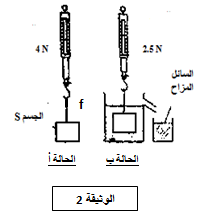 4 N
2.5 N
السائل
المزاح
f
الجسم S
الحالة أ
الحالة ب
الوثيقة 2